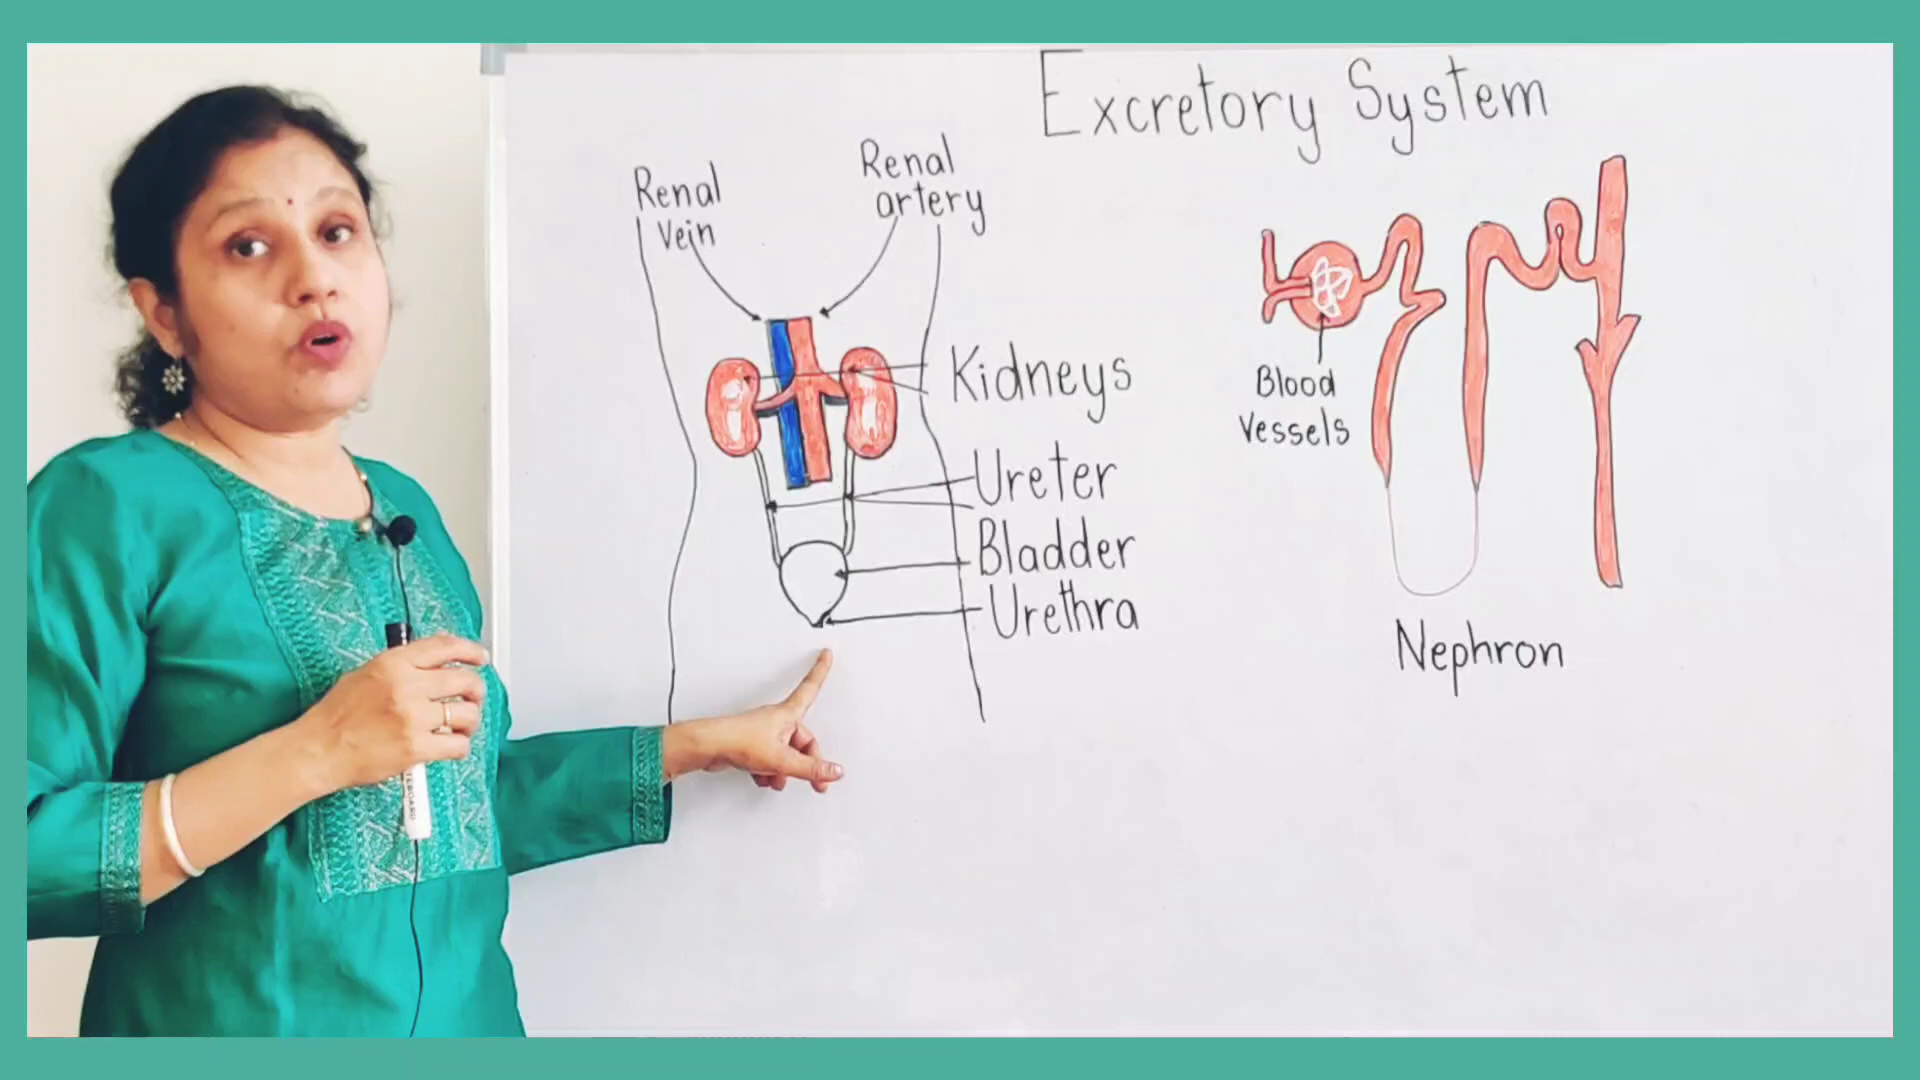 Excretory System
Renal
Vein
Renal
artery
Kidneys
Ureter
Bladder
Urethra
Blood
Vessels
Nephron